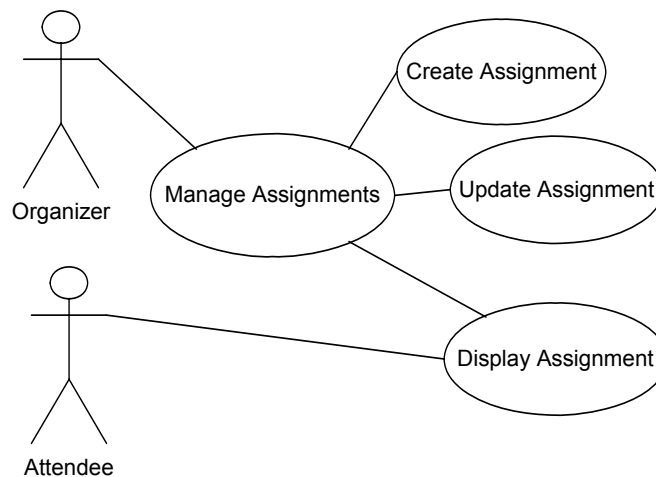 Create Assignment
Manage Assignments
Update Assignment
Organizer
Display Assignment
Attendee